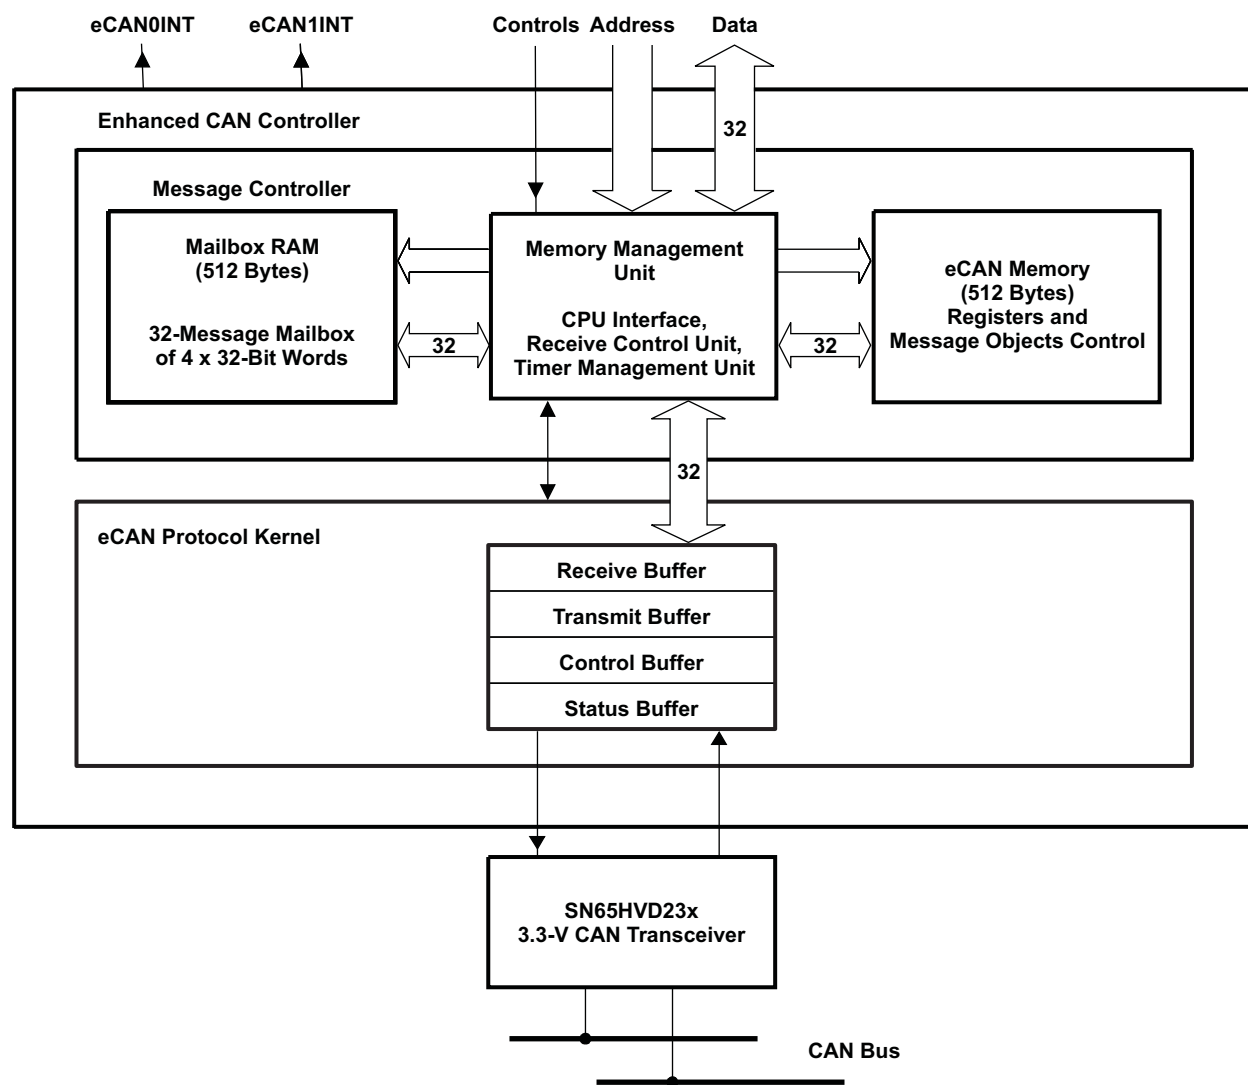 eCAN0INT eCAN1INT Controls Address Data
32
Enhanced CAN Controller
Message Controller
Mailbox RAM
(512 Bytes)
32-Message Mailbox
of 4 x 32-Bit Words
32
Memory Management
Unit
CPU Interface,
Receive Control Unit,
Timer Management Unit
32
eCAN Memory
(512 Bytes)
Registers and
Message Objects Control
32
eCAN Protocol Kernel
Receive Buffer
Transmit Buffer
Control Buffer
Status Buffer
SN65HVD23x
3.3-V CAN Transceiver
CAN Bus